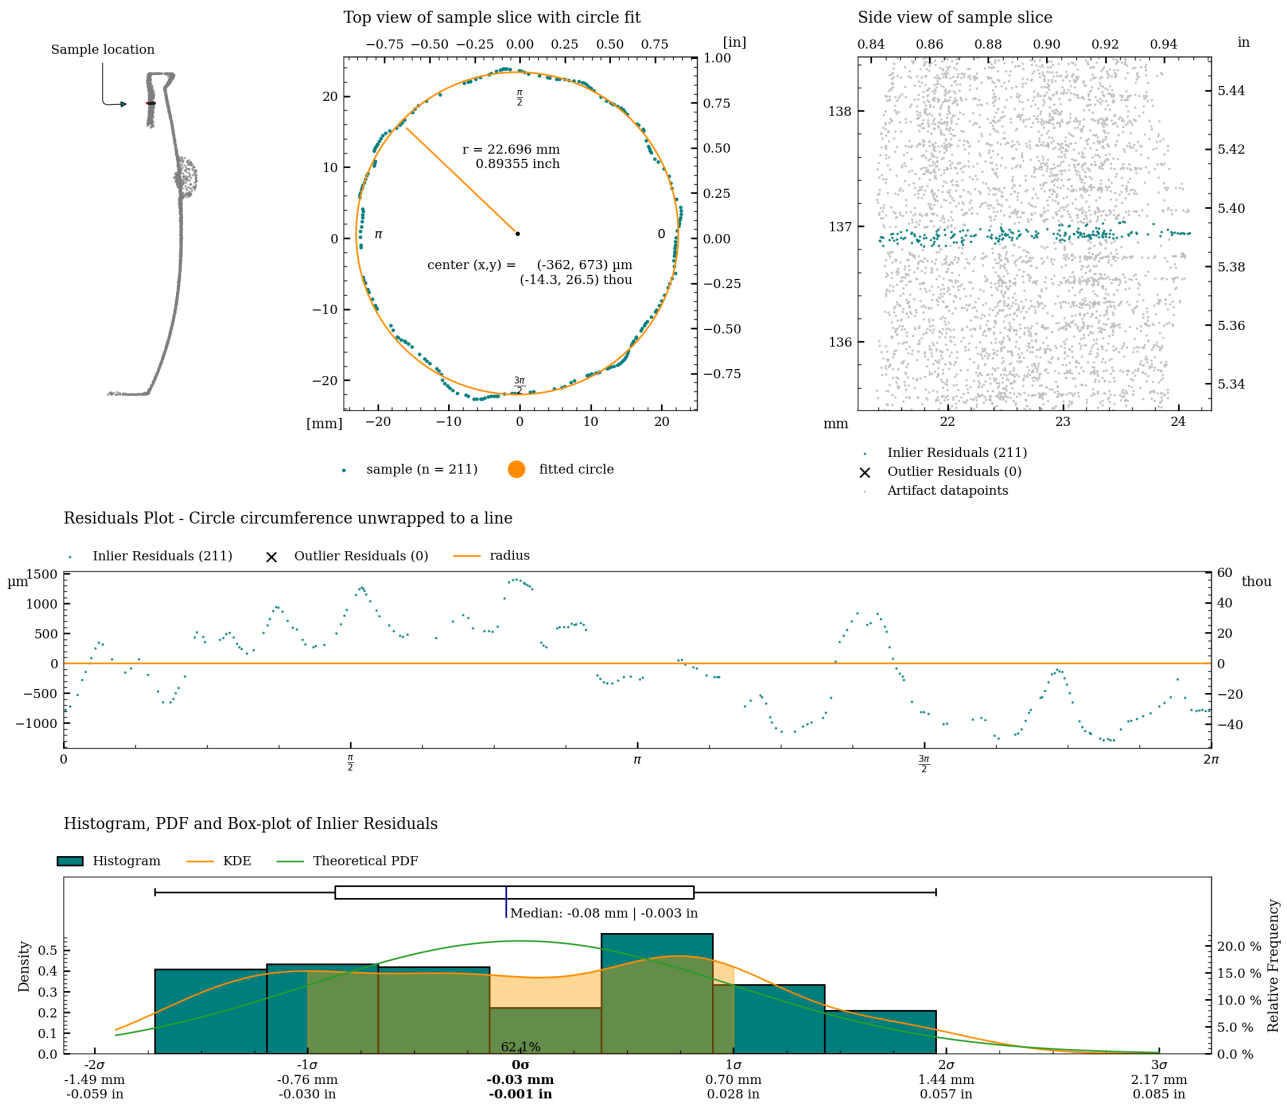 Top view of sample slice with circle fit
Side view of sample slice
Sample location
−0.75 −0.50 −0.25 0.00 0.25 0.50 0.75 [in]
0.84 0.86 0.88 0.90 0.92 0.94 in
1.00
0.75
0.50
0.25
0.00
−0.25
−0.50
−0.75
20
10
0
−10
−20
π/2
r = 22.696 mm
0.89355 inch
π
0
center (x,y) = (-362, 673) µm
(-14.3, 26.5) thou
3π/2
[mm] −20 −10 0 10 20
138
137
136
5.44
5.42
5.40
5.38
5.36
5.34
mm 22 23 24
sample (n = 211) fitted circle
Inlier Residuals (211)
Outlier Residuals (0)
Artifact datapoints
Residuals Plot - Circle circumference unwrapped to a line
Inlier Residuals (211) Outlier Residuals (0) radius
µm
1500
1000
500
0
−500
−1000
60
40
20
0
−20
−40
thou
0 π/2 π 3π/2 2π
Histogram, PDF and Box-plot of Inlier Residuals
Histogram KDE Theoretical PDF
Median: -0.08 mm | -0.003 in
Density
0.5
0.4
0.3
0.2
0.1
0.0
Relative Frequency
20.0 %
15.0 %
10.0 %
5.0 %
0.0 %
62.1%
-2σ -1σ 0σ 1σ 2σ 3σ
-1.49 mm -0.76 mm -0.03 mm 0.70 mm 1.44 mm 2.17 mm
-0.059 in -0.030 in -0.001 in 0.028 in 0.057 in 0.085 in